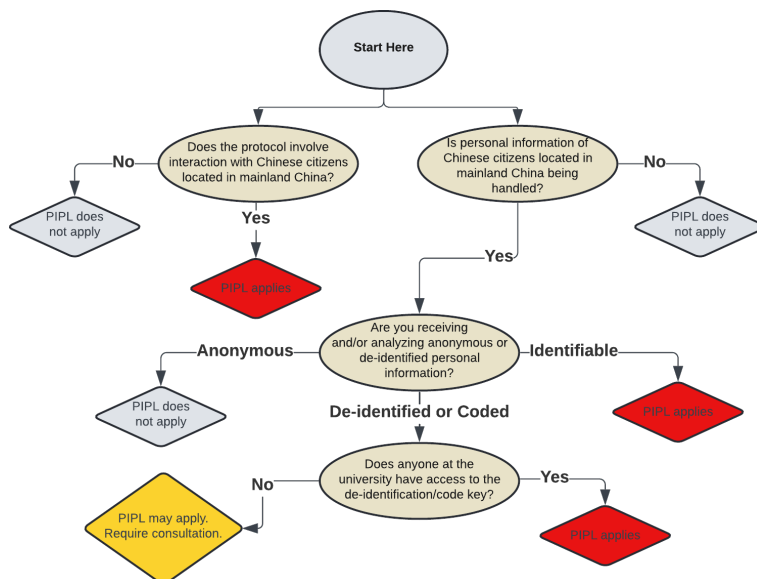 Start Here
Does the protocol involve
interaction with Chinese citizens
located in mainland China?
Is personal information of
Chinese citizens located in
mainland China being
handled?
No
No
PIPL does
not apply
Yes
PIPL does
not apply
Yes
PIPL applies
Are you receiving
and/or analyzing anonymous or
de-identified personal
information?
Anonymous
Identifiable
PIPL does
not apply
De-identified or Coded
PIPL applies
Does anyone at the
university have access to the
de-identification/code key?
No
Yes
PIPL may apply.
Require consultation.
PIPL applies